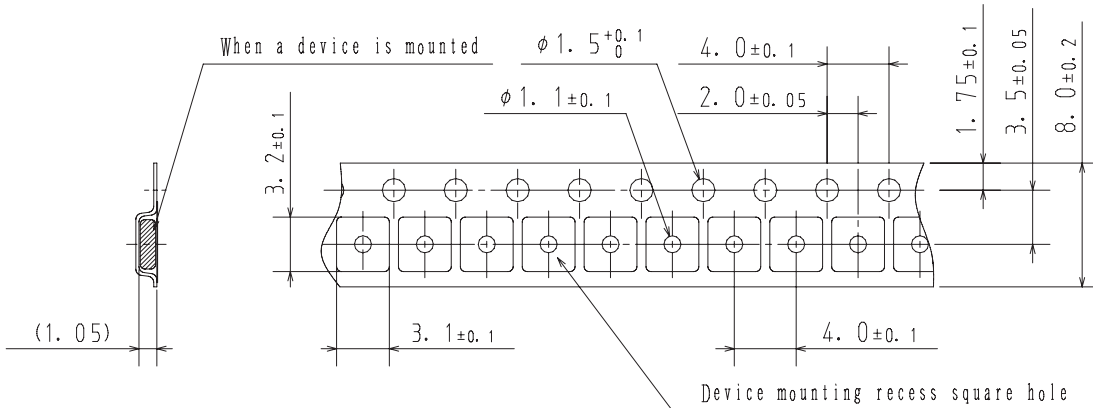 When a device is mounted
φ1.5 +0.1 0
4.0±0.1
φ1.1±0.1
2.0±0.05
1.75±0.1
3.5±0.05
8.0±0.2
3.2±0.1
(1.05)
3.1±0.1
4.0±0.1
Device mounting recess square hole